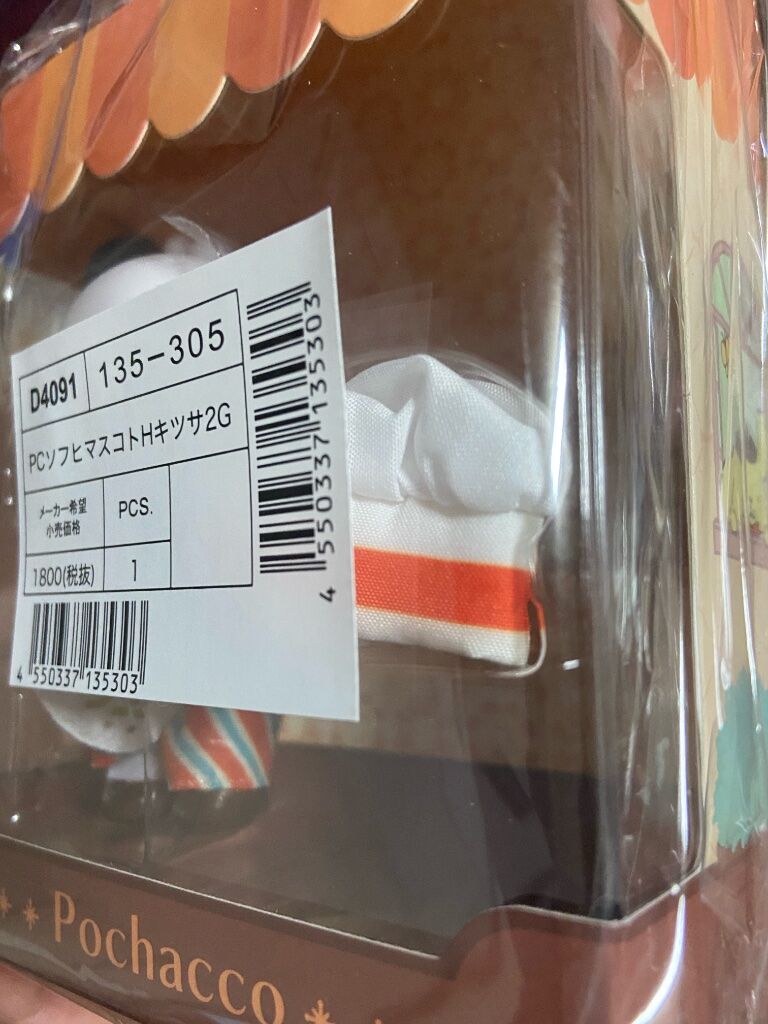 D4091 135-305
PCソフヒマスコトHキツサ2G
メーカー希望
小売価格
PCS.
1800(税抜) 1
4 550337 135303
4 550337 135303
Pochacco